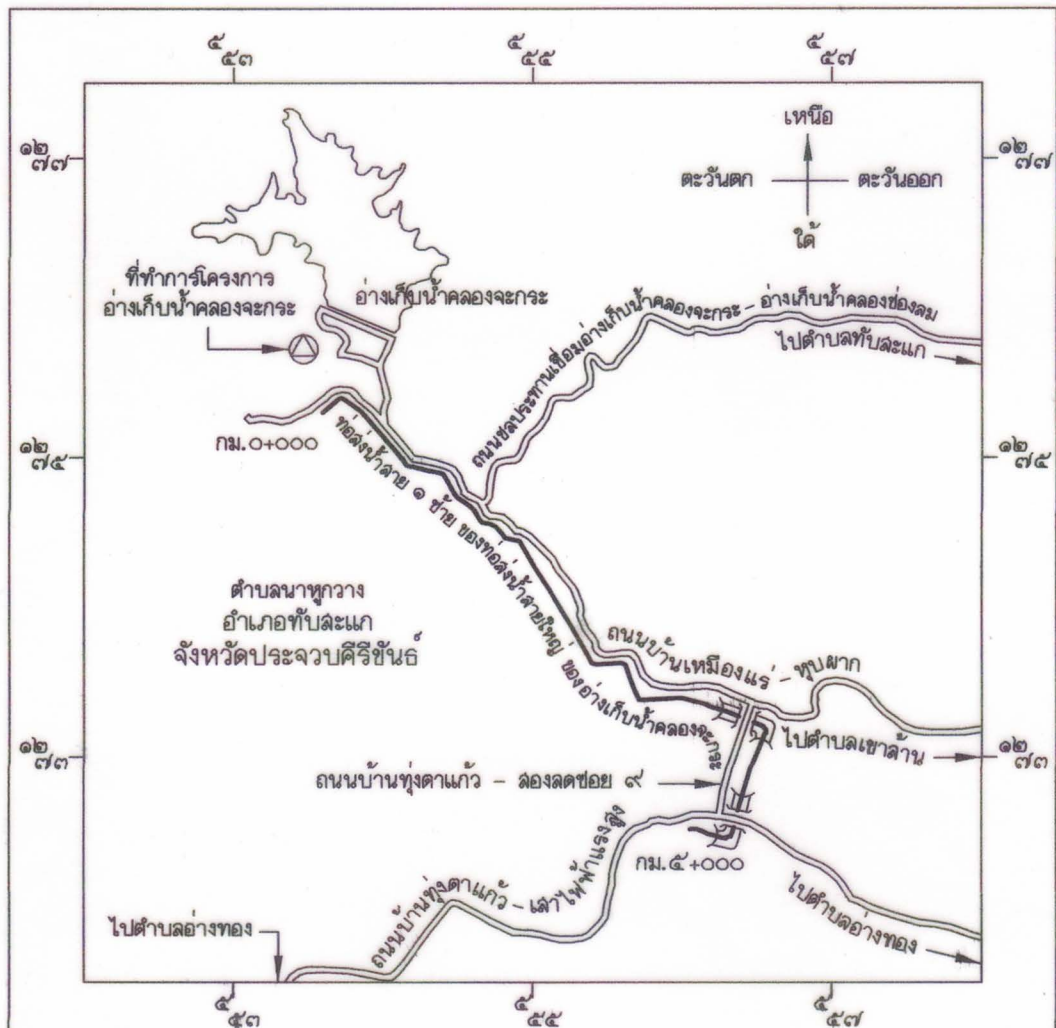 ๕ ๕๓
๕ ๕๕
๕ ๕๗
๑๒ ๗๗
๑๒ ๗๗
เหนือ
ตะวันตก
ตะวันออก
ใต้
ที่ทำการโครงการ
อ่างเก็บน้ำคลองจะกระ
อ่างเก็บน้ำคลองจะกระ
ถนนชลประทานเชื่อมอ่างเก็บน้ำคลองจะกระ - อ่างเก็บน้ำคลองช่องลม
ไปตำบลทับสะแก
กม.๐+๐๐๐
๑๒ ๗๕
๑๒ ๗๕
ท่อส่งน้ำสาย ๑ ซ้าย ของท่อส่งน้ำสายใหญ่ ของอ่างเก็บน้ำคลองจะกระ
ตำบลนาหูกวาง
อำเภอทับสะแก
จังหวัดประจวบคีรีขันธ์
ถนนบ้านเหมืองแร่ - หุบผาก
ไปตำบลเขาล้าน
๑๒ ๗๓
๑๒ ๗๓
ถนนบ้านทุ่งตาแก้ว - สองลดซอย ๙
กม.๕+๐๐๐
ถนนบ้านทุ่งตาแก้ว - เสาไฟฟ้าแรงสูง
ไปตำบลอ่างทอง
ไปตำบลอ่างทอง
๕ ๕๓
๕ ๕๕
๕ ๕๗